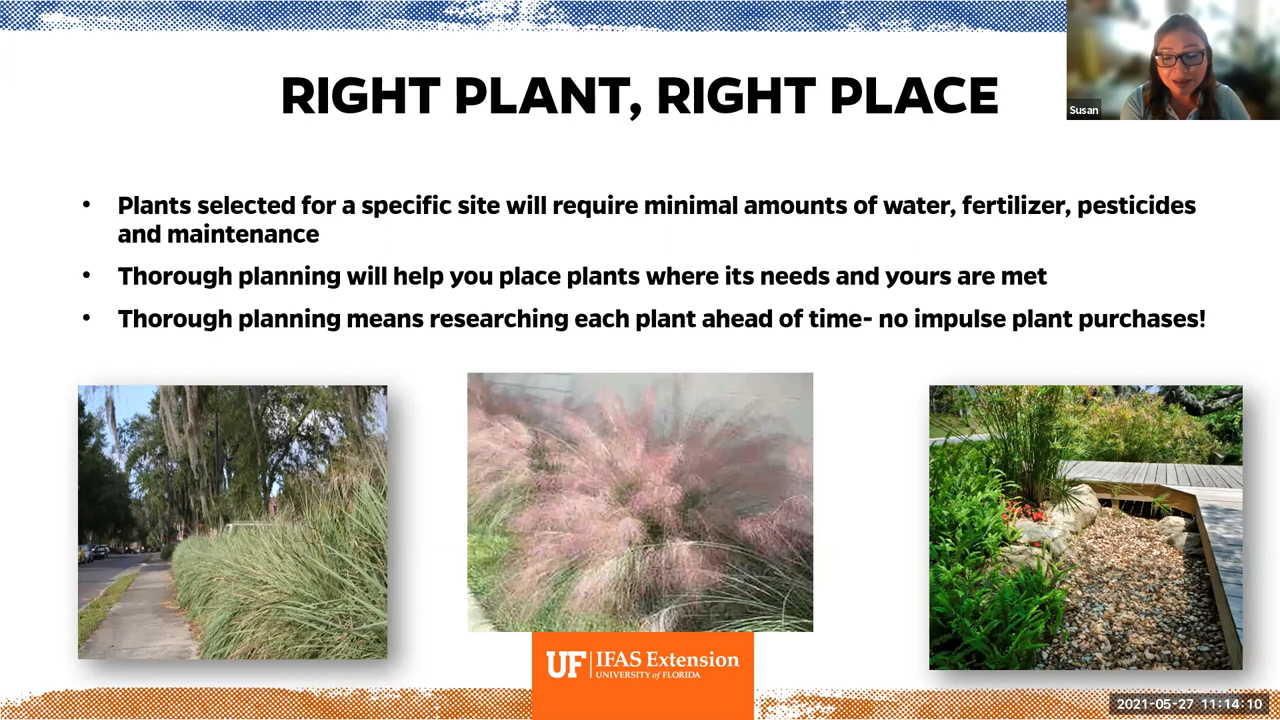 RIGHT PLANT, RIGHT PLACE
Susan
• Plants selected for a specific site will require minimal amounts of water, fertilizer, pesticides
and maintenance
• Thorough planning will help you place plants where its needs and yours are met
• Thorough planning means researching each plant ahead of time- no impulse plant purchases!
UF IFAS Extension
UNIVERSITY of FLORIDA
2021-05-27 11:14:10